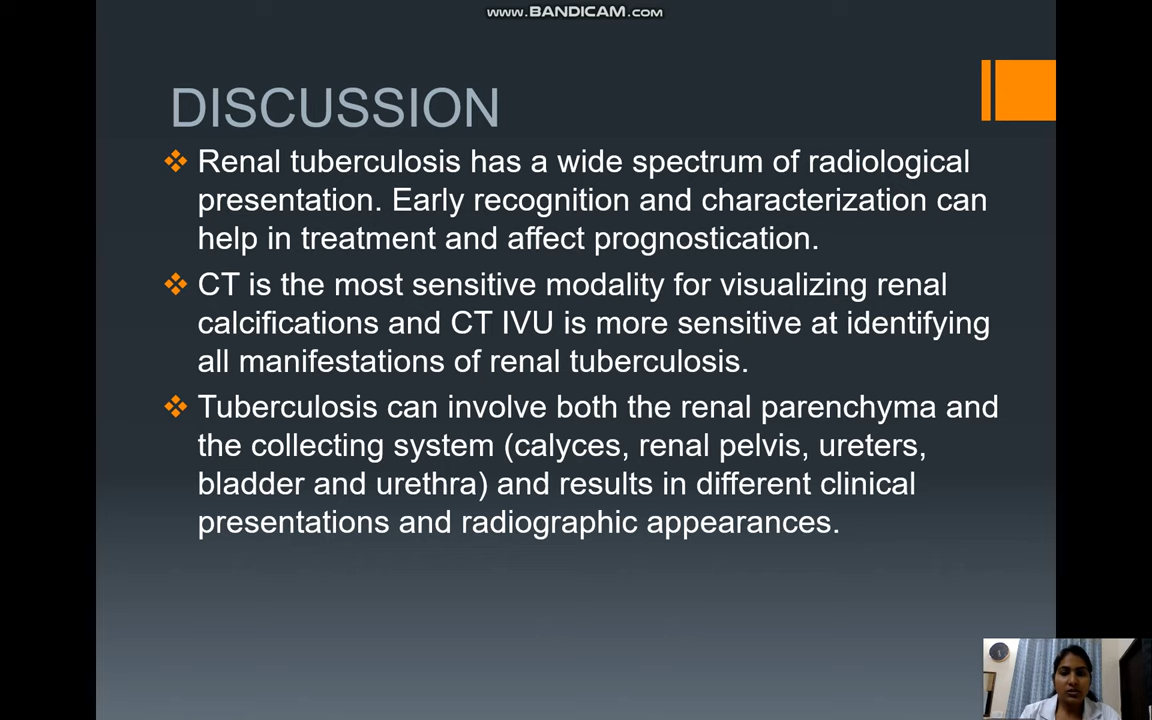 www.BANDICAM.com
DISCUSSION
Renal tuberculosis has a wide spectrum of radiological
presentation. Early recognition and characterization can
help in treatment and affect prognostication.
CT is the most sensitive modality for visualizing renal
calcifications and CT IVU is more sensitive at identifying
all manifestations of renal tuberculosis.
Tuberculosis can involve both the renal parenchyma and
the collecting system (calyces, renal pelvis, ureters,
bladder and urethra) and results in different clinical
presentations and radiographic appearances.